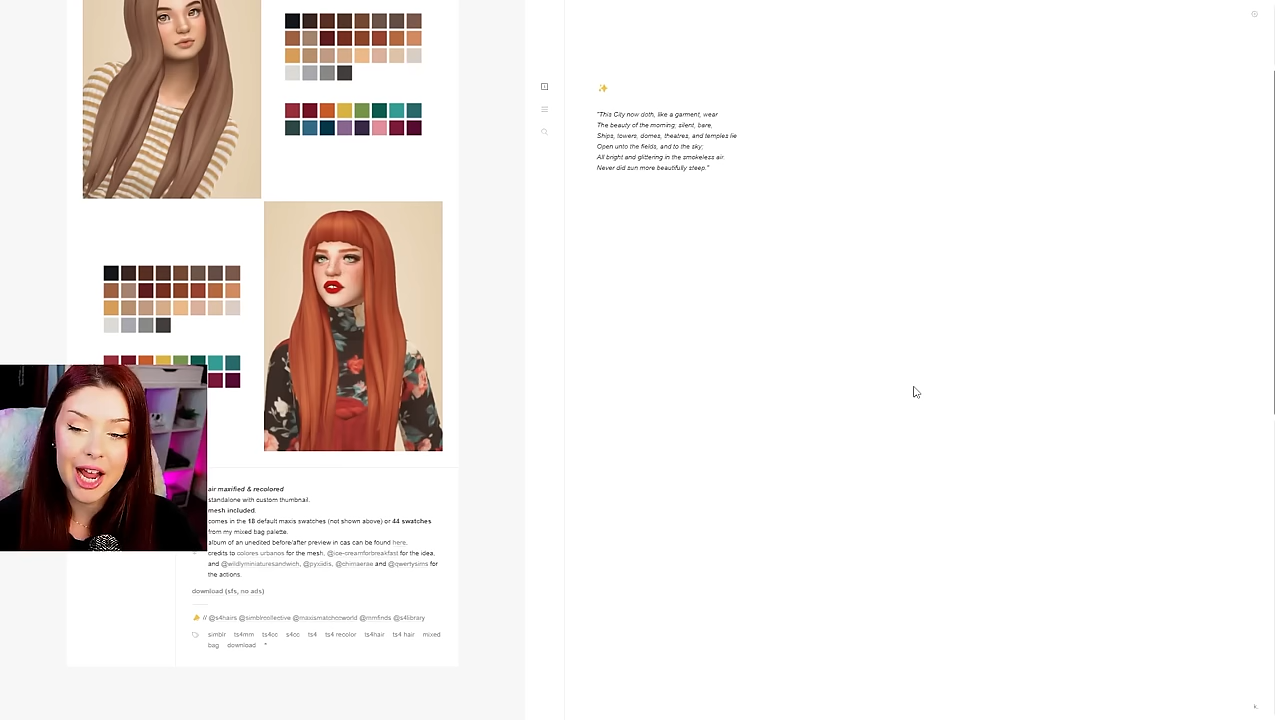 "This City now doth, like a garment, wear
The beauty of the morning; silent, bare,
Ships, towers, domes, theatres, and temples lie
Open unto the fields, and to the sky;
All bright and glittering in the smokeless air.
Never did sun more beautifully steep."
air maxified & recolored
standalone with custom thumbnail.
mesh included.
comes in the 18 default maxis swatches (not shown above) or 44 swatches
from my mixed bag palette.
album of an unedited before/after preview in cas can be found here.
credits to colores urbanos for the mesh, @ice-creamforbreakfast for the idea,
and @wildlyminiaturesandwich, @pyxiidis, @chimaerae and @qwertysims for
the actions.
download (sfs, no ads)
// @s4hairs @simblrcollective @maxismatchccworld @mmfinds @s4library
simblr ts4mm ts4cc s4cc ts4 ts4 recolor ts4hair ts4 hair mixed
bag download *
k.